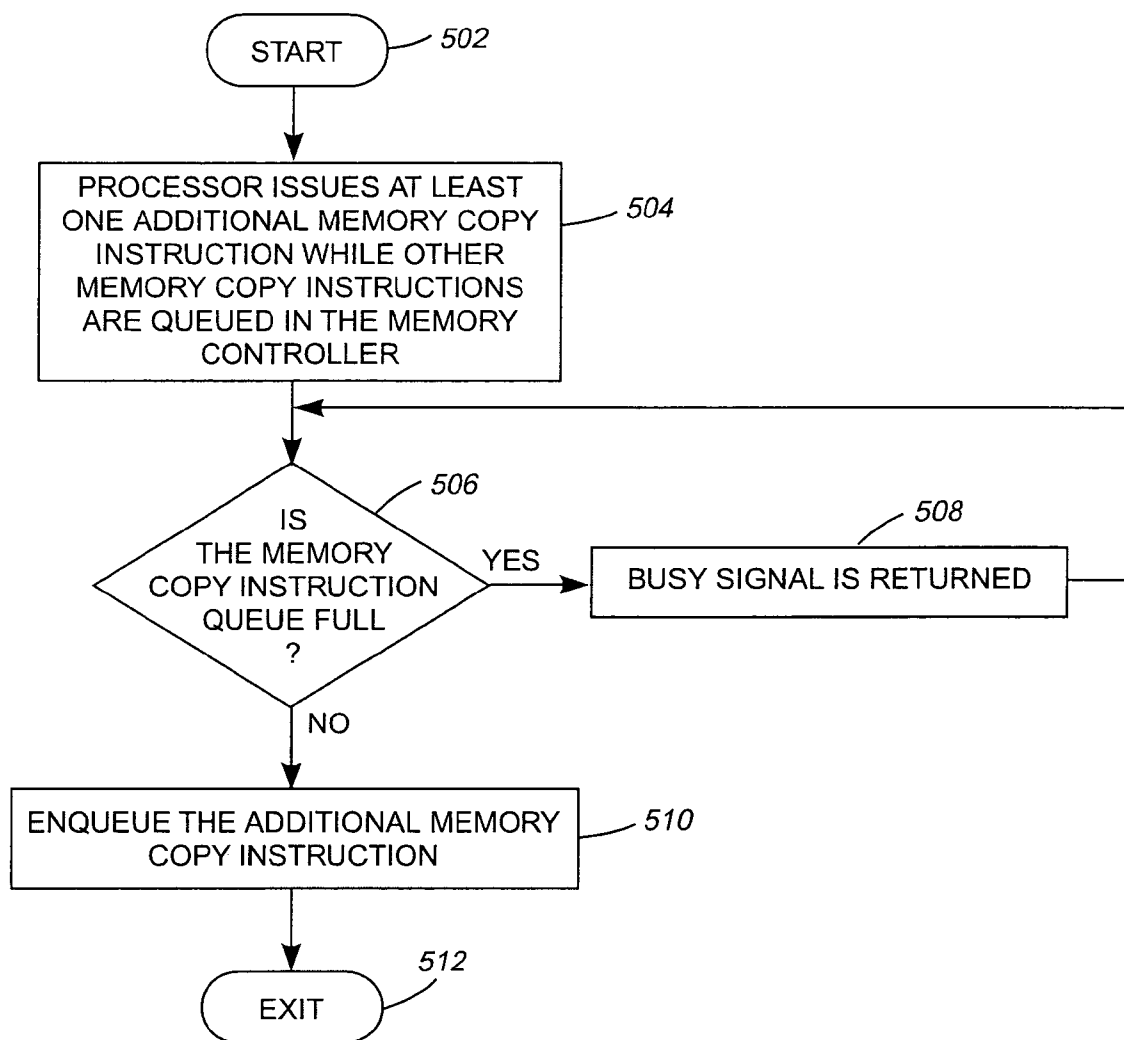 START
502
PROCESSOR ISSUES AT LEAST
ONE ADDITIONAL MEMORY COPY
INSTRUCTION WHILE OTHER
MEMORY COPY INSTRUCTIONS
ARE QUEUED IN THE MEMORY
CONTROLLER
504
IS
THE MEMORY
COPY INSTRUCTION
QUEUE FULL
?
506
YES
BUSY SIGNAL IS RETURNED
508
NO
ENQUEUE THE ADDITIONAL MEMORY
COPY INSTRUCTION
510
EXIT
512